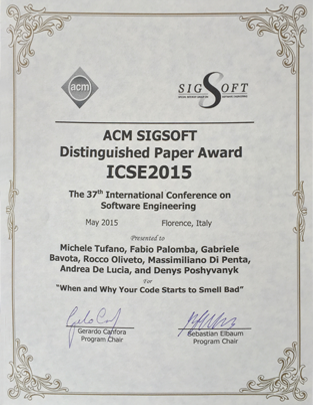 acm
SIGSOFT
ACM SIGSOFT
Distinguished Paper Award
ICSE2015
The 37th International Conference on
Software Engineering
May 2015 Florence, Italy
Presented to
Michele Tufano, Fabio Palomba, Gabriele
Bavota, Rocco Oliveto, Massimiliano Di Penta,
Andrea De Lucia, and Denys Poshyvanyk
For
"When and Why Your Code Starts to Smell Bad"
Gerardo Canfora Sebastian Elbaum
Program Chair Program Chair